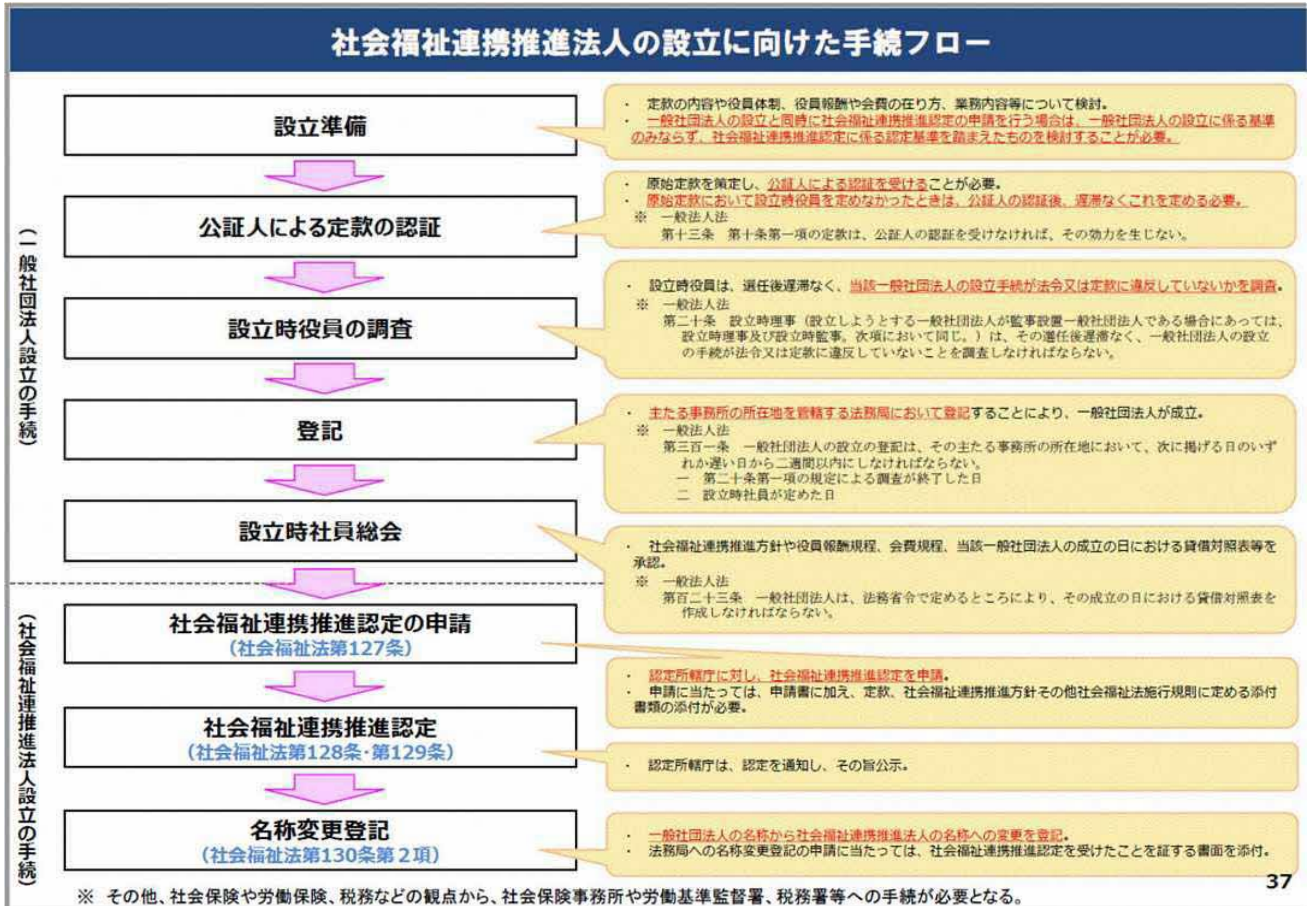 社会福祉連携推進法人の設立に向けた手続フロー
（一般社団法人設立の手続）
設立準備
・ 定款の内容や役員体制、役員報酬や会費の在り方、業務内容等について検討。
・ 一般社団法人の設立と同時に社会福祉連携推進認定の申請を行う場合は、一般社団法人の設立に係る基準
のみならず、社会福祉連携推進認定に係る認定基準を踏まえたものを検討することが必要。
公証人による定款の認証
・ 原始定款を策定し、公証人による認証を受けることが必要。
・ 原始定款において設立時役員を定めなかったときは、公証人の認証後、遅滞なくこれを定める必要。
※ 一般法人法
第十三条 第十条第一項の定款は、公証人の認証を受けなければ、その効力を生じない。
設立時役員の調査
・ 設立時役員は、選任後遅滞なく、当該一般社団法人の設立手続が法令又は定款に違反していないかを調査。
※ 一般法人法
第二十条 設立時理事（設立しようとする一般社団法人が監事設置一般社団法人である場合にあっては、
設立時理事及び設立時監事。次項において同じ。）は、その選任後遅滞なく、一般社団法人の設立
の手続が法令又は定款に違反していないことを調査しなければならない。
登記
・ 主たる事務所の所在地を管轄する法務局において登記することにより、一般社団法人が成立。
※ 一般法人法
第三百一条 一般社団法人の設立の登記は、その主たる事務所の所在地において、次に掲げる日のいず
れか遅い日から二週間以内にしなければならない。
一 第二十条第一項の規定による調査が終了した日
二 設立時社員が定めた日
設立時社員総会
・ 社会福祉連携推進方針や役員報酬規程、会費規程、当該一般社団法人の成立の日における貸借対照表等を
承認。
※ 一般法人法
第百二十三条 一般社団法人は、法務省令で定めるところにより、その成立の日における貸借対照表を
作成しなければならない。
（社会福祉連推進法人設立の手続）
社会福祉連携推進認定の申請
（社会福祉法第127条）
・ 認定所轄庁に対し、社会福祉連携推進認定を申請。
・ 申請に当たっては、申請書に加え、定款、社会福祉連携推進方針その他社会福祉法施行規則に定める添付
書類の添付が必要。
社会福祉連携推進認定
（社会福祉法第128条・第129条）
・ 認定所轄庁は、認定を通知し、その旨公示。
名称変更登記
（社会福祉法第130条第２項）
・ 一般社団法人の名称から社会福祉連携推進法人の名称への変更を登記。
・ 法務局への名称変更登記の申請に当たっては、社会福祉連携推進認定を受けたことを証する書面を添付。
37
※ その他、社会保険や労働保険、税務などの観点から、社会保険事務所や労働基準監督署、税務署等への手続が必要となる。